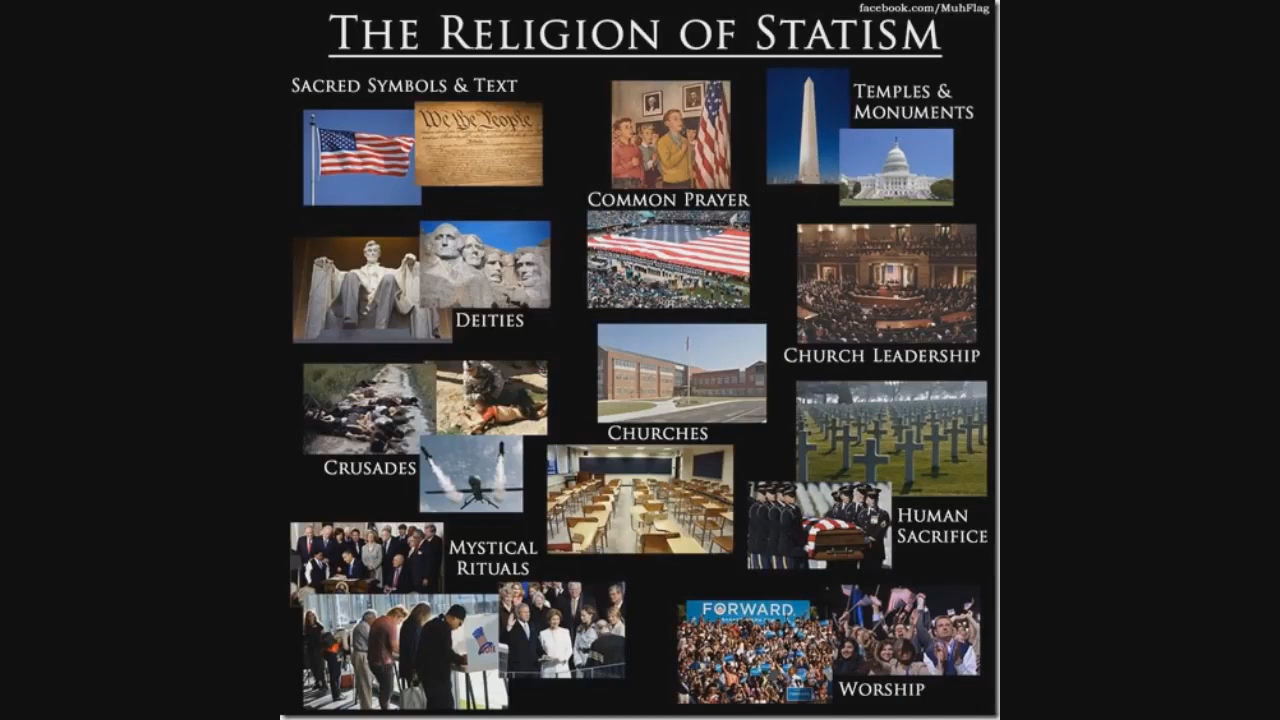 facebook.com/MuhFlag
The Religion of Statism
Sacred Symbols & Text
We the People
Common Prayer
Temples &
Monuments
Deities
Church Leadership
Churches
Crusades
Human
Sacrifice
Mystical
Rituals
FORWARD
Worship